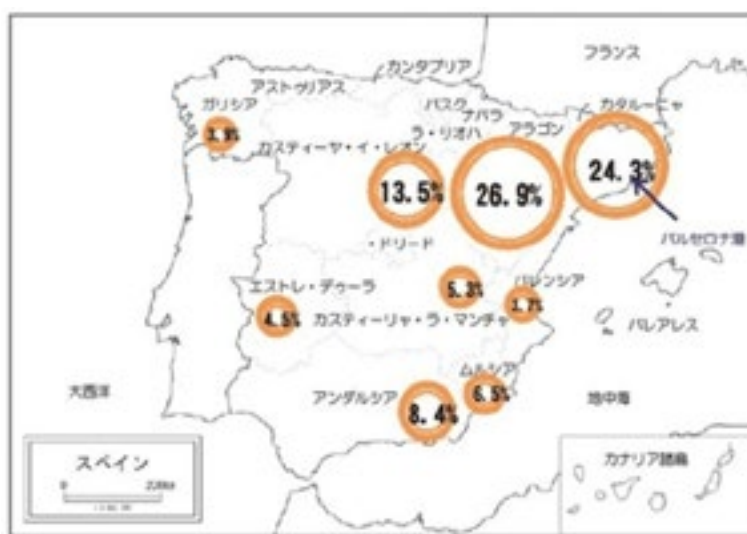 フランス
カンタブリア
アストゥリアス
ガリシア
バスク
ナバラ
カタルーニャ
ラ・リオハ
アラゴン
カスティーヤ・イ・レオン
3.9%
13.5%
26.9%
24.3%
バルセロナ港
・ドリード
エストレ・デゥーラ
5.3%
バレンシア
3.7%
4.5%
カスティーリャ・ラ・マンチャ
バレアレス
ムルシア
6.5%
アンダルシア
8.4%
大西洋
地中海
スペイン
0
カナリア諸島